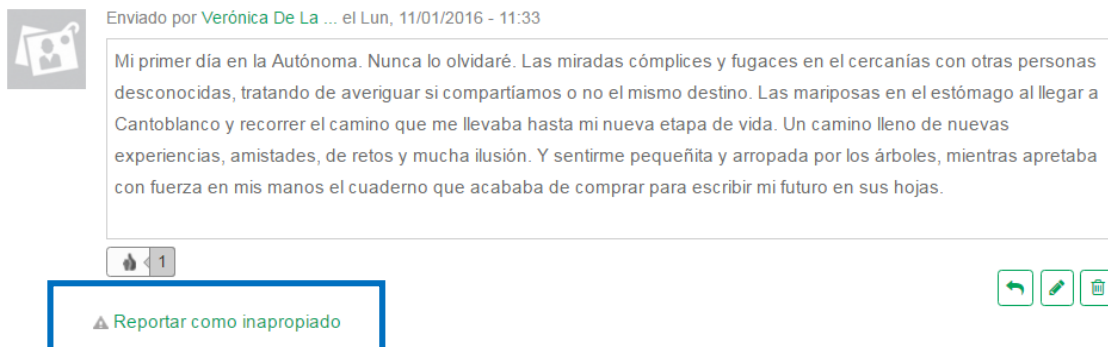 Enviado por Verónica De La ... el Lun, 11/01/2016 - 11:33
Mi primer día en la Autónoma. Nunca lo olvidaré. Las miradas cómplices y fugaces en el cercanías con otras personas
desconocidas, tratando de averiguar si compartíamos o no el mismo destino. Las mariposas en el estómago al llegar a
Cantoblanco y recorrer el camino que me llevaba hasta mi nueva etapa de vida. Un camino lleno de nuevas
experiencias, amistades, de retos y mucha ilusión. Y sentirme pequeñita y arropada por los árboles, mientras apretaba
con fuerza en mis manos el cuaderno que acababa de comprar para escribir mi futuro en sus hojas.
1
Reportar como inapropiado